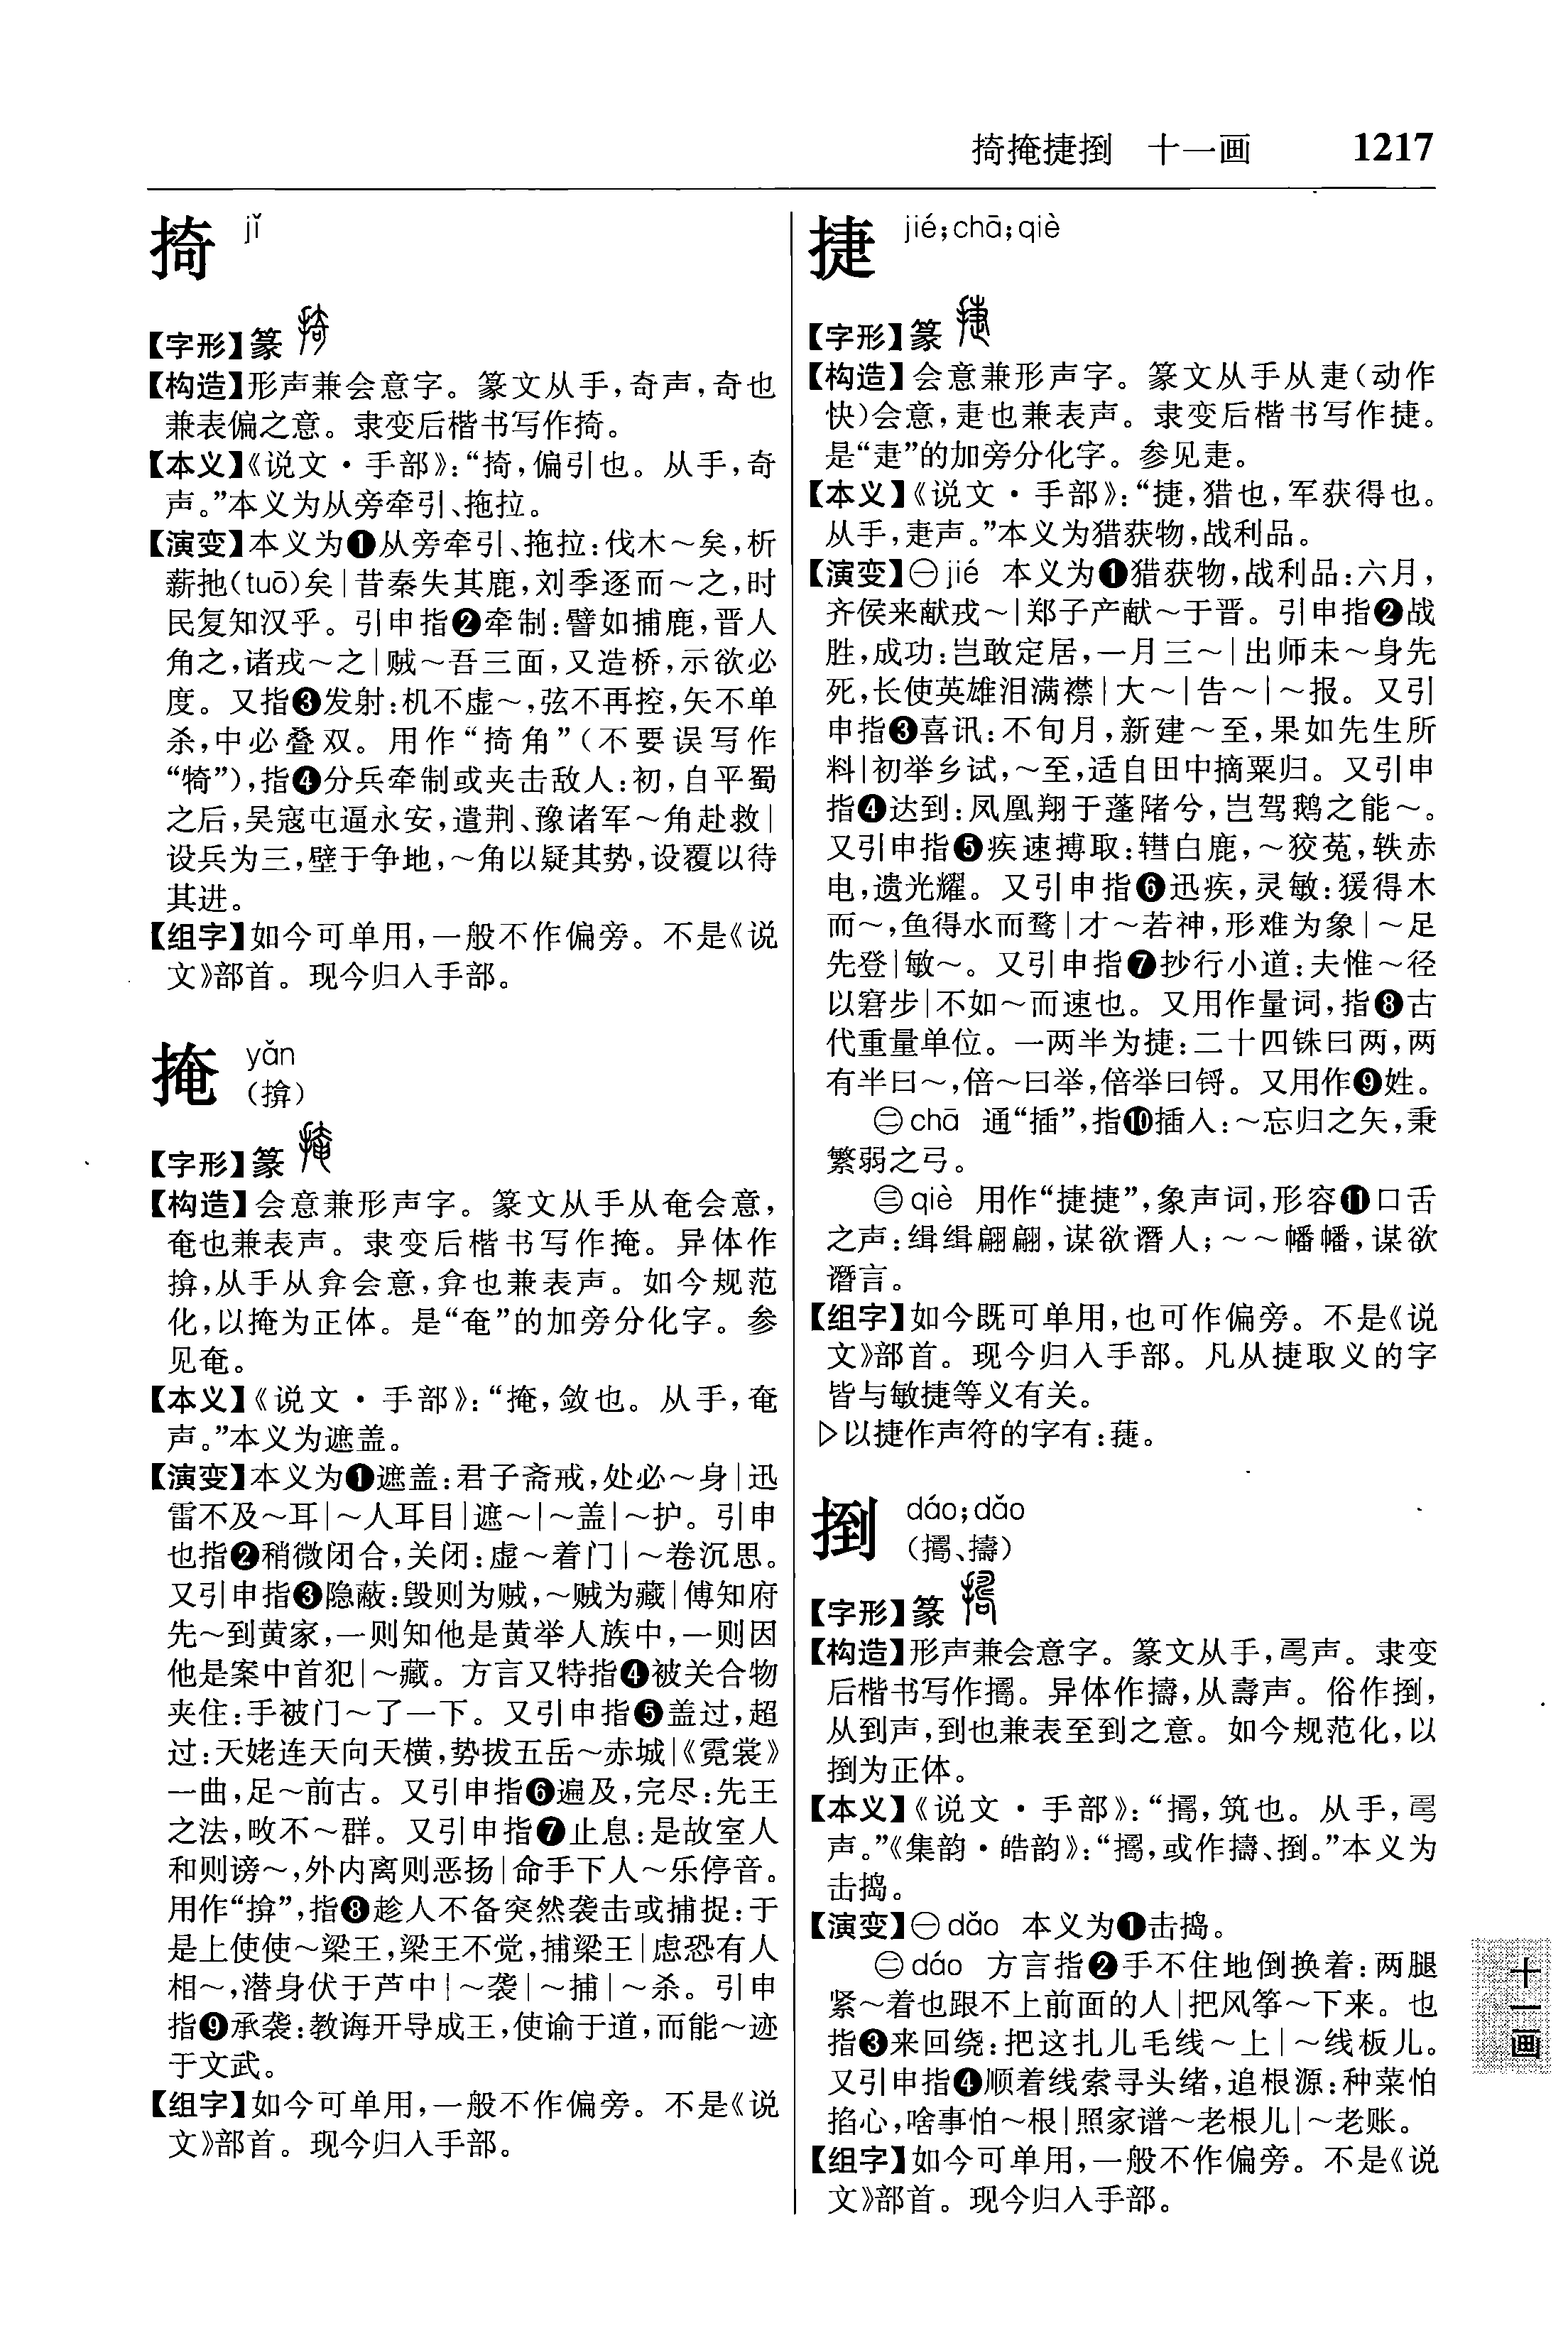 掎掩捷捯 十一画 1217
掎 jǐ
【字形】篆
【构造】形声兼会意字。篆文从手,奇声,奇也
兼表偏之意。隶变后楷书写作掎。
【本义】《说文·手部》:“掎,偏引也。从手,奇
声。”本义为从旁牵引、拖拉。
【演变】本义为❶从旁牵引、拖拉:伐木～矣,析
薪扡(tuō)矣|昔秦失其鹿,刘季逐而～之,时
民复知汉乎。引申指❷牵制:譬如捕鹿,晋人
角之,诸戎～之|贼～吾三面,又造桥,示欲必
度。又指❸发射:机不虚～,弦不再控,矢不单
杀,中必叠双。用作“掎角”(不要误写作
“犄”),指❹分兵牵制或夹击敌人:初,自平蜀
之后,吴寇屯逼永安,遣荆、豫诸军～角赴救|
设兵为三,壁于争地,～角以疑其势,设覆以待
其进。
【组字】如今可单用,一般不作偏旁。不是《说
文》部首。现今归入手部。
掩 yǎn
(揜)
【字形】篆
【构造】会意兼形声字。篆文从手从奄会意,
奄也兼表声。隶变后楷书写作掩。异体作
揜,从手从弇会意,弇也兼表声。如今规范
化,以掩为正体。是“奄”的加旁分化字。参
见奄。
【本义】《说文·手部》:“掩,敛也。从手,奄
声。”本义为遮盖。
【演变】本义为❶遮盖:君子斋戒,处必～身|迅
雷不及～耳|～人耳目|遮～|～盖|～护。引申
也指❷稍微闭合,关闭:虚～着门|～卷沉思。
又引申指❸隐蔽:毁则为贼,～贼为藏|傅知府
先～到黄家,一则知他是黄举人族中,一则因
他是案中首犯|～藏。方言又特指❹被关合物
夹住:手被门～了一下。又引申指❺盖过,超
过:天姥连天向天横,势拔五岳～赤城|《霓裳》
一曲,足～前古。又引申指❻遍及,完尽:先王
之法,畋不～群。又引申指❼止息:是故室人
和则谤～,外内离则恶扬|命手下人～乐停音。
用作“揜”,指❽趁人不备突然袭击或捕捉:于
是上使使～梁王,梁王不觉,捕梁王|虑恐有人
相～,潜身伏于芦中|～袭|～捕|～杀。引申
指❾承袭:教诲开导成王,使谕于道,而能～迹
于文武。
【组字】如今可单用,一般不作偏旁。不是《说
文》部首。现今归入手部。
捷 jié;chā;qiè
【字形】篆
【构造】会意兼形声字。篆文从手从疌(动作
快)会意,疌也兼表声。隶变后楷书写作捷。
是“疌”的加旁分化字。参见疌。
【本义】《说文·手部》:“捷,猎也,军获得也。
从手,疌声。”本义为猎获物,战利品。
【演变】㊀jié 本义为❶猎获物,战利品:六月,
齐侯来献戎～|郑子产献～于晋。引申指❷战
胜,成功:岂敢定居,一月三～|出师未～身先
死,长使英雄泪满襟|大～|告～|～报。又引
申指❸喜讯:不旬月,新建～至,果如先生所
料|初举乡试,～至,适自田中摘粟归。又引申
指❹达到:凤凰翔于蓬陼兮,岂驾鹅之能～。
又引申指❺疾速搏取:轊白鹿,～狡菟,轶赤
电,遗光耀。又引申指❻迅疾,灵敏:猨得木
而～,鱼得水而鹜|才～若神,形难为象|～足
先登|敏～。又引申指❼抄行小道:夫惟～径
以窘步|不如～而速也。又用作量词,指❽古
代重量单位。一两半为捷:二十四铢曰两,两
有半曰～,倍～曰举,倍举曰锊。又用作❾姓。
㊁chā 通“插”,指❿插入:～忘归之矢,秉
繁弱之弓。
㊂qiè 用作“捷捷”,象声词,形容⓫口舌
之声:缉缉翩翩,谋欲谮人;～～幡幡,谋欲
谮言。
【组字】如今既可单用,也可作偏旁。不是《说
文》部首。现今归入手部。凡从捷取义的字
皆与敏捷等义有关。
▷以捷作声符的字有:蓵。
捯 dáo;dǎo
(㨶、擣)
【字形】篆
【构造】形声兼会意字。篆文从手,𠷎声。隶变
后楷书写作㨶。异体作擣,从壽声。俗作捯,
从到声,到也兼表至到之意。如今规范化,以
捯为正体。
【本义】《说文·手部》:“㨶,筑也。从手,𠷎
声。”《集韵·皓韵》:“㨶,或作擣、捯。”本义为
击捣。
【演变】㊀dǎo 本义为❶击捣。
㊁dáo 方言指❷手不住地倒换着:两腿
紧～着也跟不上前面的人|把风筝～下来。也
指❸来回绕:把这扎儿毛线～上|～线板儿。
又引申指❹顺着线索寻头绪,追根源:种菜怕
掐心,啥事怕～根|照家谱～老根儿|～老账。
【组字】如今可单用,一般不作偏旁。不是《说
文》部首。现今归入手部。
十一画